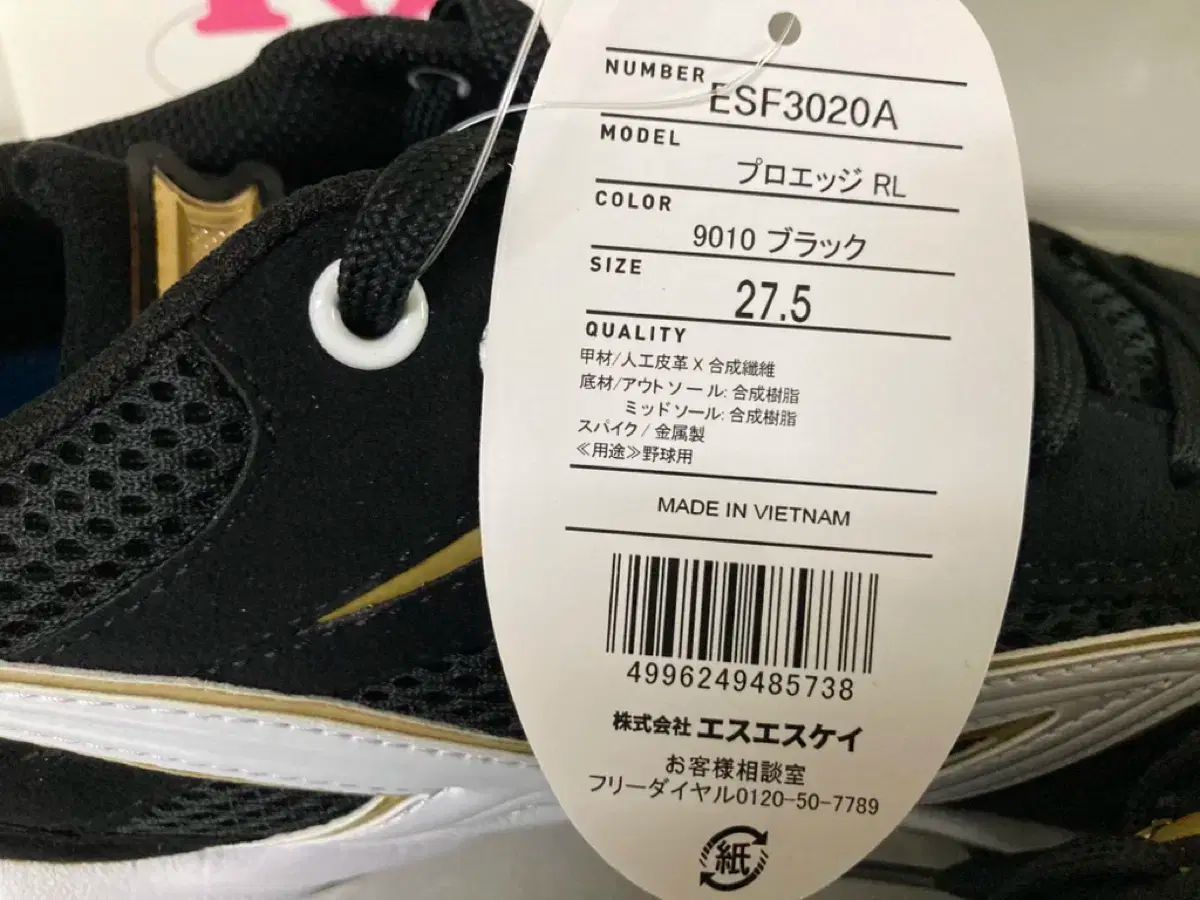 NUMBER
ESF3020A
MODEL
プロエッジ RL
COLOR
9010 ブラック
SIZE
27.5
QUALITY
甲材/人工皮革 X 合成繊維
底材/アウトソール: 合成樹脂
ミッドソール: 合成樹脂
スパイク/ 金属製
≪用途≫野球用
MADE IN VIETNAM
4996249485738
株式会社 エスエスケイ
お客様相談室
フリーダイヤル0120-50-7789
紙